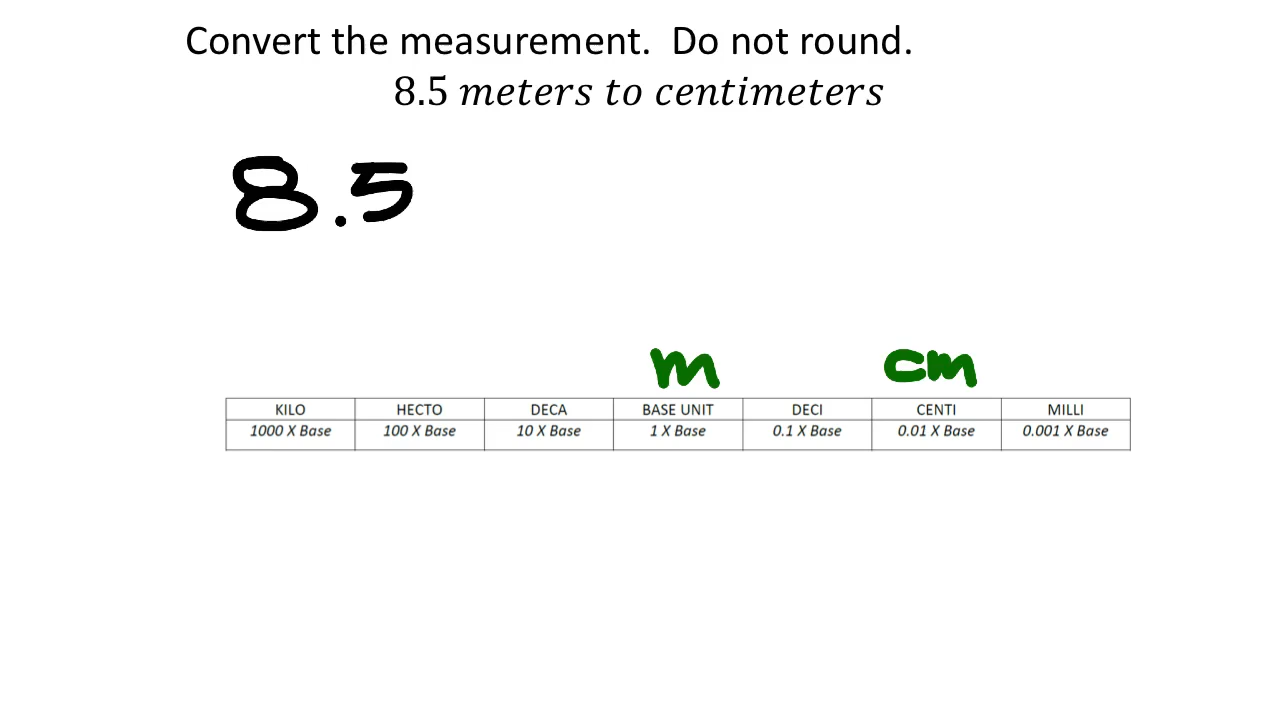 Convert the measurement.  Do not round.
8.5 meters to centimeters
8.5
m cm
KILO HECTO DECA BASE UNIT DECI CENTI MILLI
1000 X Base 100 X Base 10 X Base 1 X Base 0.1 X Base 0.01 X Base 0.001 X Base